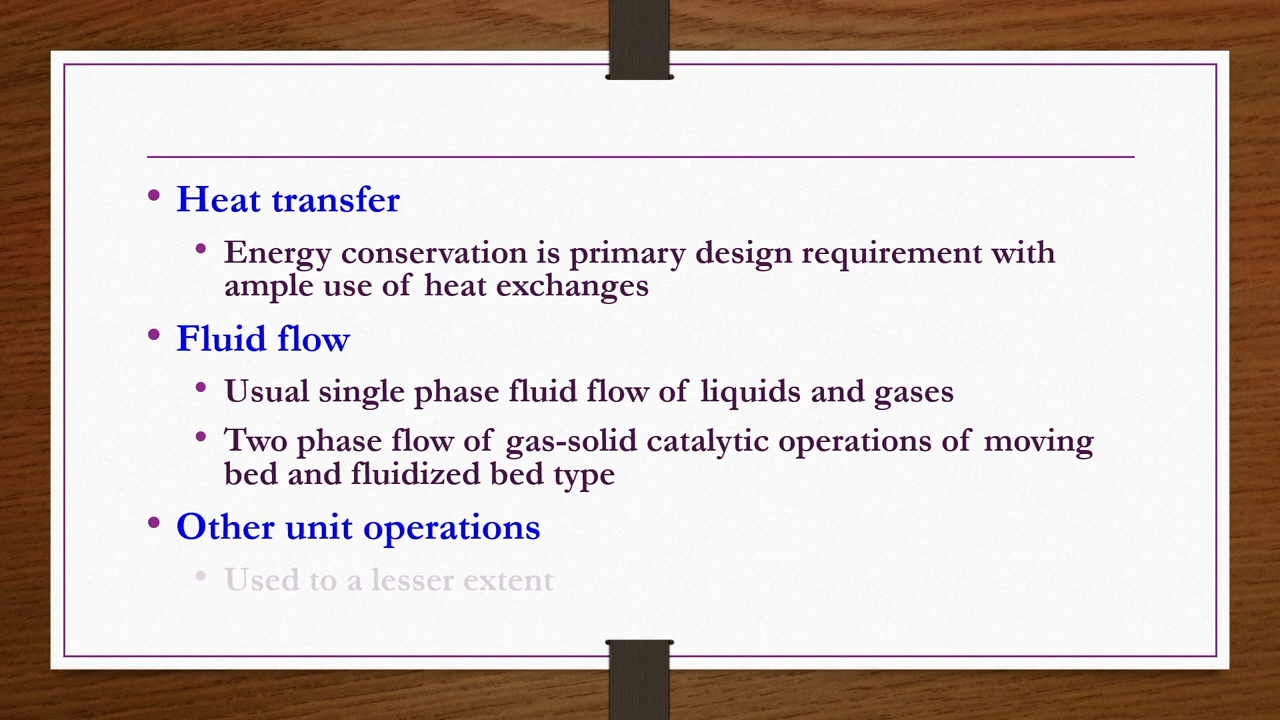 • Heat transfer
• Energy conservation is primary design requirement with
ample use of heat exchanges
• Fluid flow
• Usual single phase fluid flow of liquids and gases
• Two phase flow of gas-solid catalytic operations of moving
bed and fluidized bed type
• Other unit operations
• Used to a lesser extent